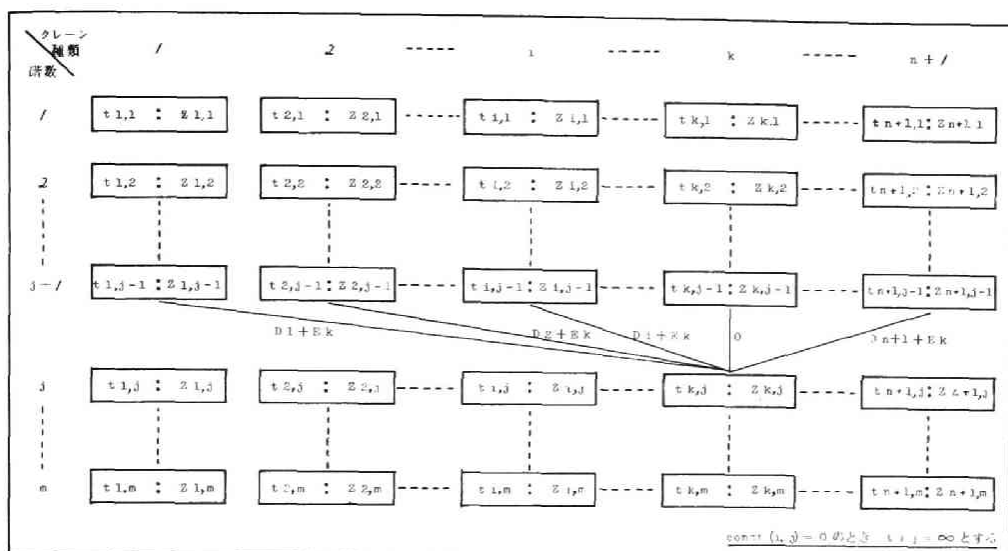 クレーン
種類
階数
1 2 i k n+1
1 t1,1 : Z1,1 t2,1 : Z2,1 ti,1 : Zi,1 tk,1 : Zk,1 tn+1,1 : Zn+1,1
2 t1,2 : Z1,2 t2,2 : Z2,2 ti,2 : Zi,2 tk,2 : Zk,2 tn+1,2 : Zn+1,2
j-1 t1,j-1 : Z1,j-1 t2,j-1 : Z2,j-1 ti,j-1 : Zi,j-1 tk,j-1 : Zk,j-1 tn+1,j-1 : Zn+1,j-1
D1+Ek D2+Ek Di+Ek 0 Dn+1+Ek
j t1,j : Z1,j t2,j : Z2,j ti,j : Zi,j tk,j : Zk,j tn+1,j : Zn+1,j
m t1,m : Z1,m t2,m : Z2,m ti,m : Zi,m tk,m : Zk,m tn+1,m : Zn+1,m
const (i, j) = 0 のとき ti j = ∞ とする